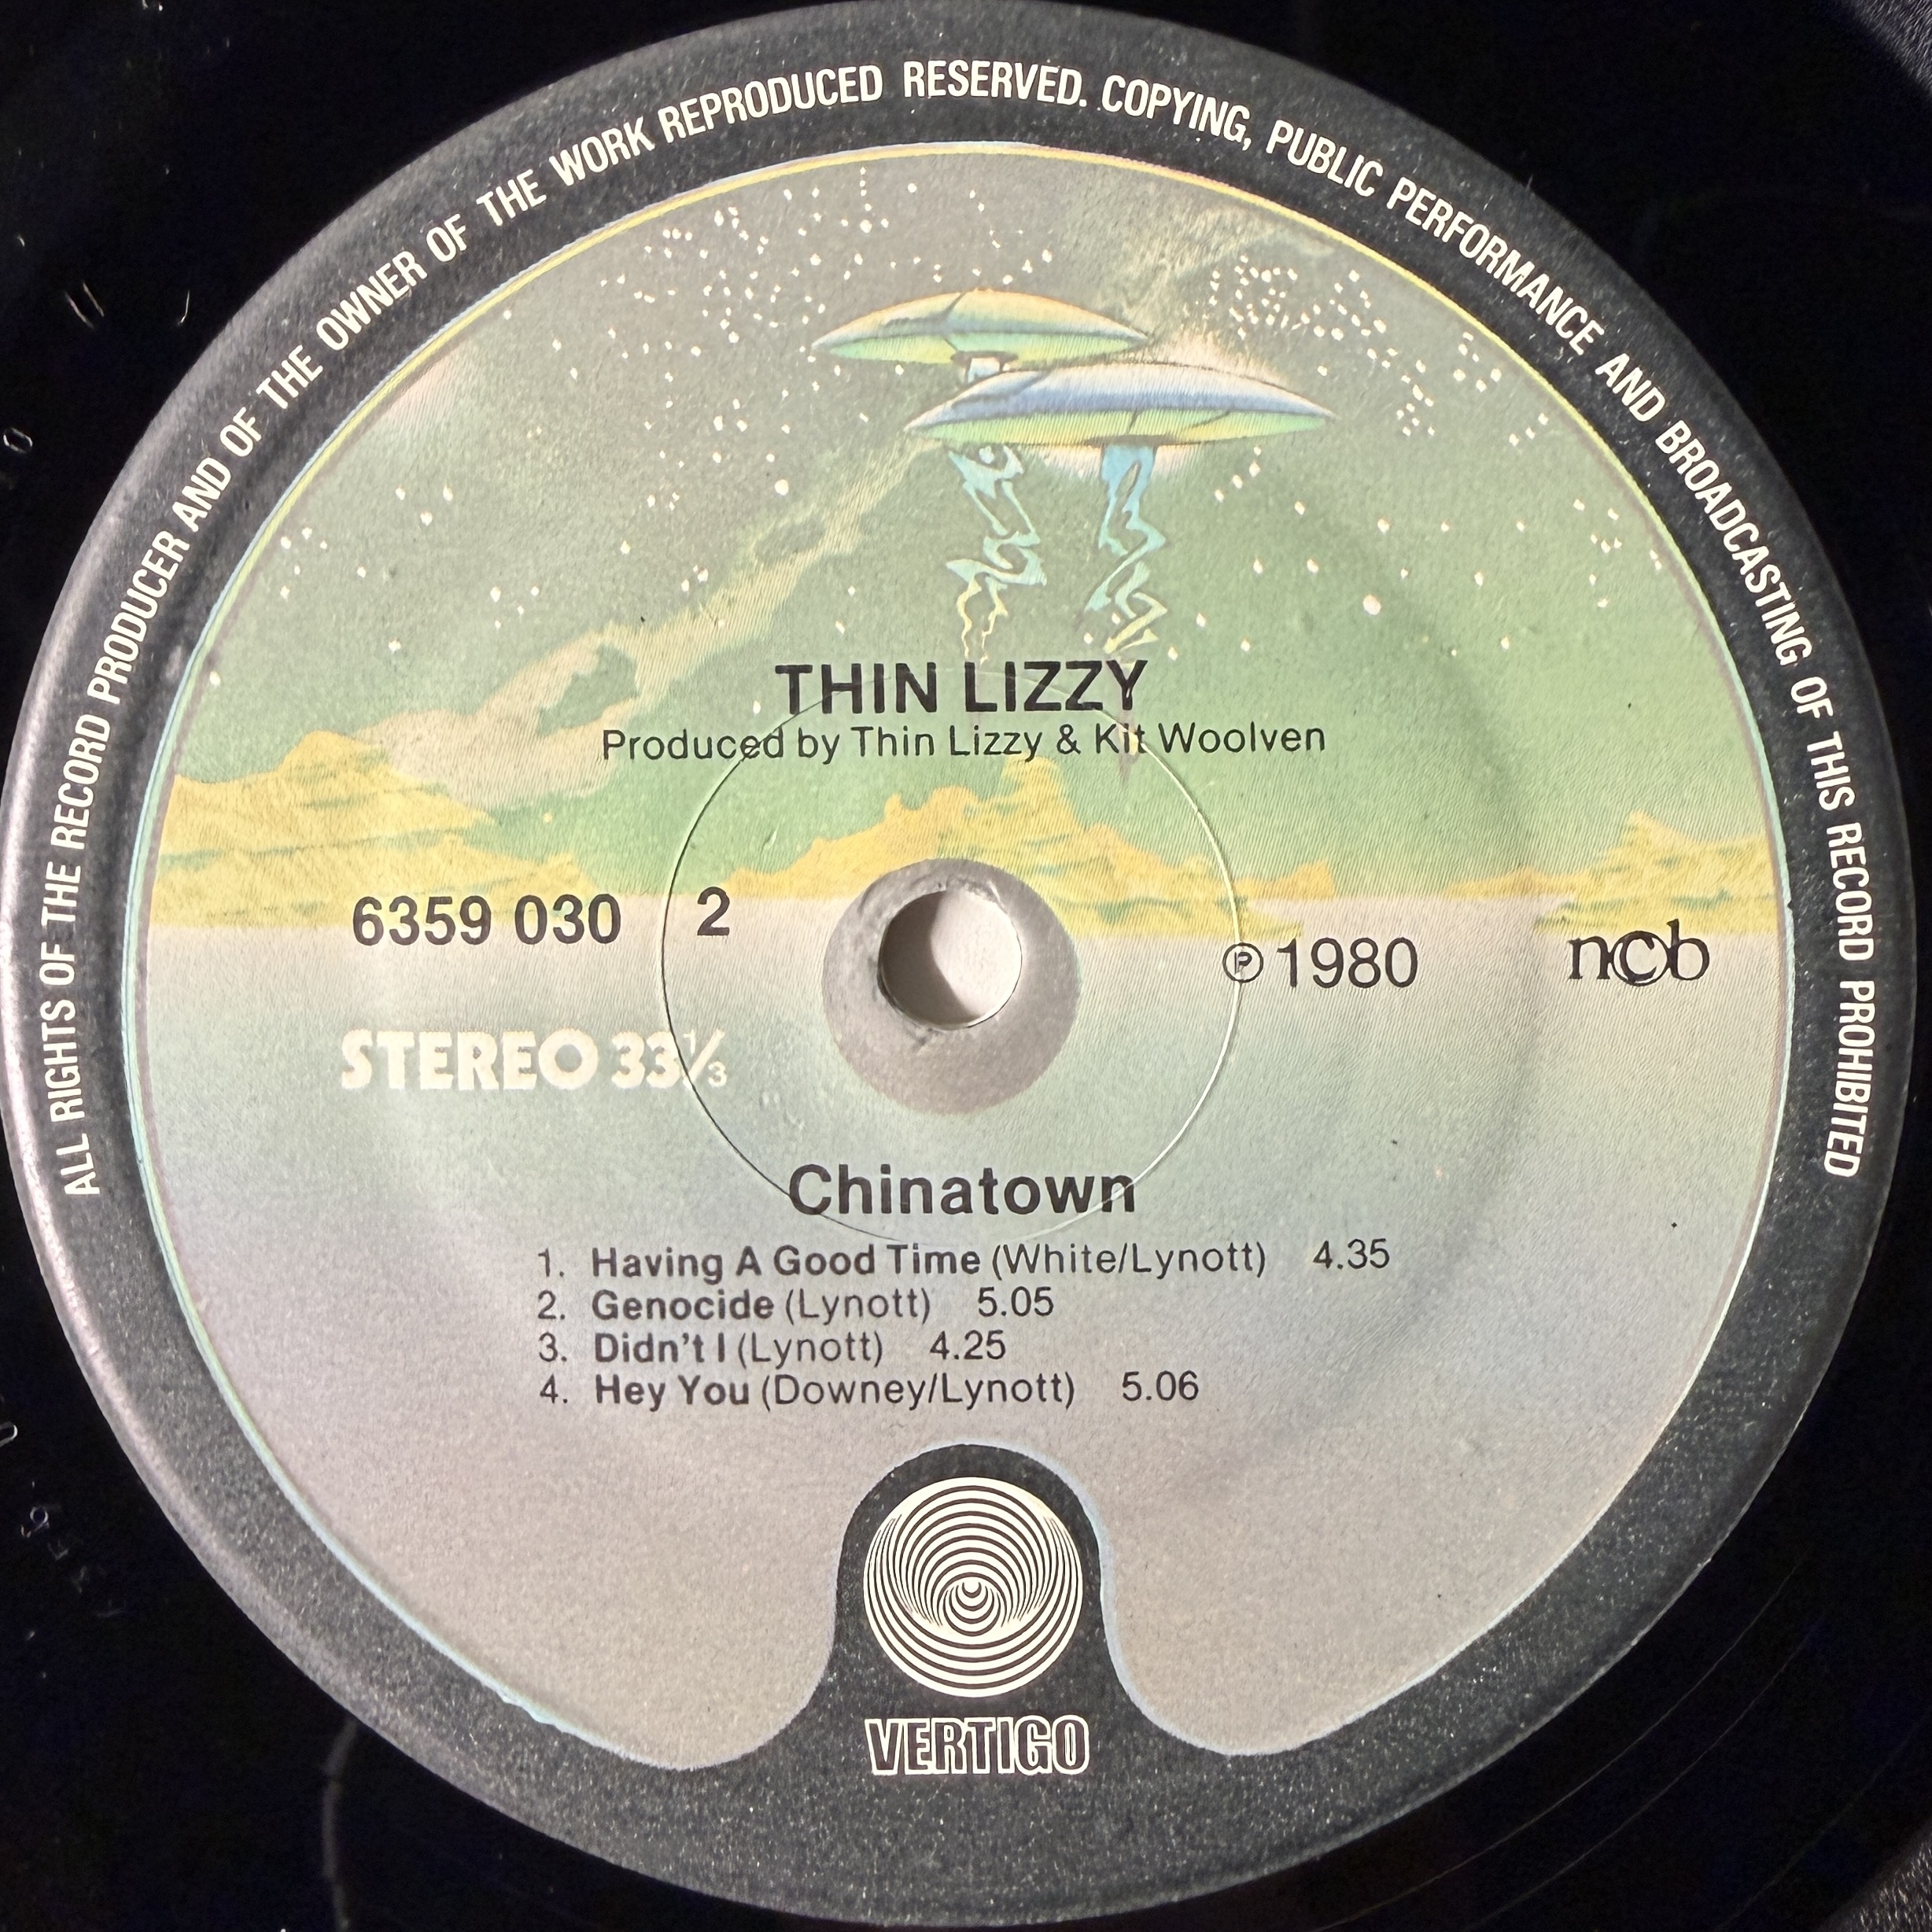 ALL RIGHTS OF THE RECORD PRODUCER AND OF THE OWNER OF THE WORK REPRODUCED RESERVED. COPYING, PUBLIC PERFORMANCE AND BROADCASTING OF THIS RECORD PROHIBITED
THIN LIZZY
Produced by Thin Lizzy & Kit Woolven
6359 030 2
℗ 1980 ncb
STEREO 33⅓
Chinatown
1. Having A Good Time (White/Lynott) 4.35
2. Genocide (Lynott) 5.05
3. Didn't I (Lynott) 4.25
4. Hey You (Downey/Lynott) 5.06
VERTIGO